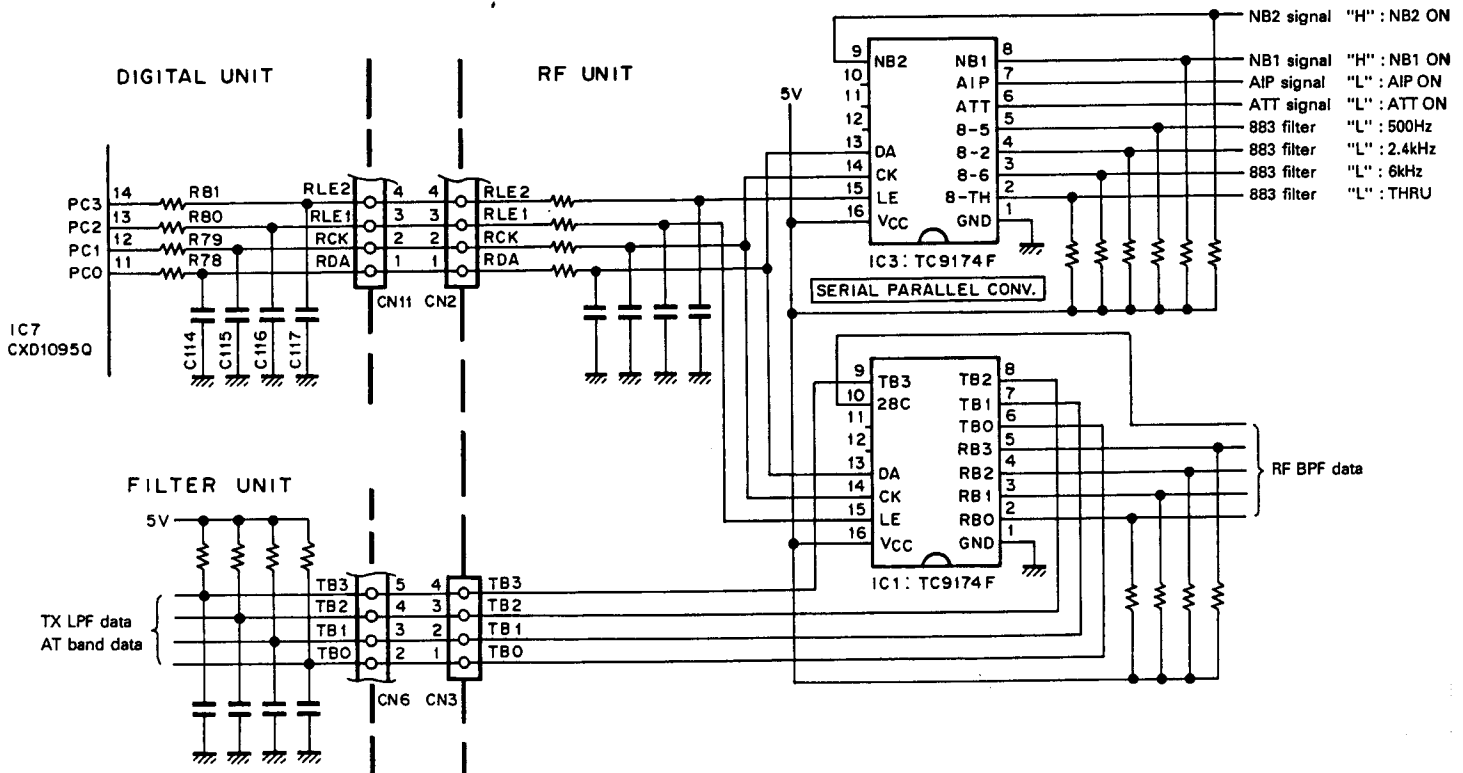 DIGITAL UNIT
RF UNIT
PC3 14 R81 RLE2 4 4 RLE2
PC2 13 R80 RLE1 3 3 RLE1
PC1 12 R79 RCK 2 2 RCK
PC0 11 R78 RDA 1 1 RDA
CN11 CN2
IC7
CXD1095Q
C114 C115 C116 C117
5V
9 NB2 NB1 8
10 AIP 7
11 ATT 6
12 8-5 5
13 DA 8-2 4
14 CK 8-6 3
15 LE 8-TH 2
16 VCC GND 1
IC3: TC9174F
SERIAL PARALLEL CONV.
NB2 signal "H" : NB2 ON
NB1 signal "H" : NB1 ON
AIP signal "L" : AIP ON
ATT signal "L" : ATT ON
883 filter "L" : 500Hz
883 filter "L" : 2.4kHz
883 filter "L" : 6kHz
883 filter "L" : THRU
9 TB3 TB2 8
10 28C TB1 7
11 TB0 6
12 RB3 5
13 DA RB2 4
14 CK RB1 3
15 LE RB0 2
16 VCC GND 1
IC1: TC9174F
RF BPF data
FILTER UNIT
5V
TB3 5 4 TB3
TB2 4 3 TB2
TB1 3 2 TB1
TB0 2 1 TB0
TX LPF data
AT band data
CN6 CN3